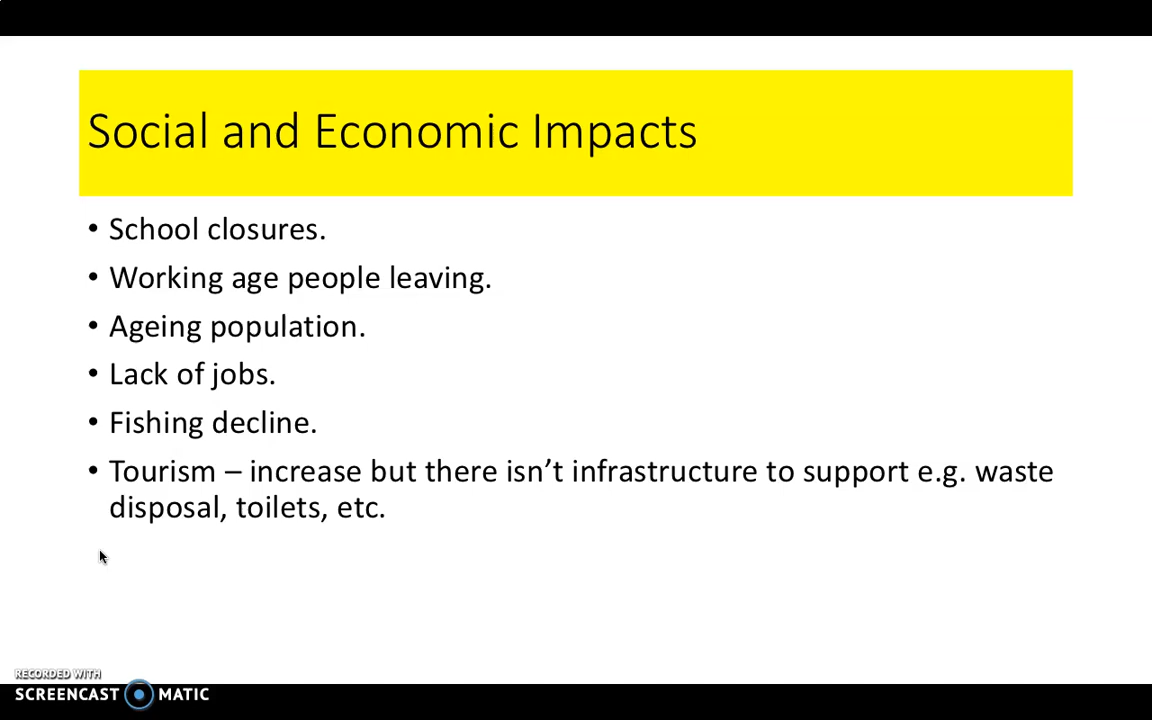 Social and Economic Impacts
• School closures.
• Working age people leaving.
• Ageing population.
• Lack of jobs.
• Fishing decline.
• Tourism – increase but there isn’t infrastructure to support e.g. waste
disposal, toilets, etc.
RECORDED WITH
SCREENCAST MATIC